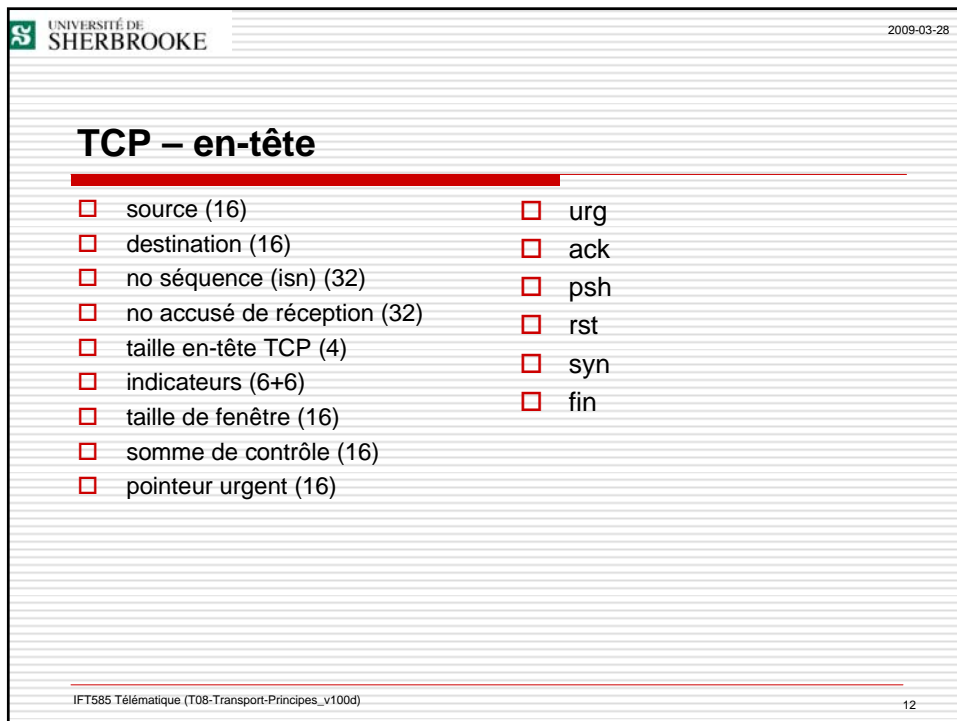 UNIVERSITÉ DE
SHERBROOKE
2009-03-28
TCP – en-tête
source (16)
destination (16)
no séquence (isn) (32)
no accusé de réception (32)
taille en-tête TCP (4)
indicateurs (6+6)
taille de fenêtre (16)
somme de contrôle (16)
pointeur urgent (16)
urg
ack
psh
rst
syn
fin
IFT585 Télématique (T08-Transport-Principes_v100d)
12